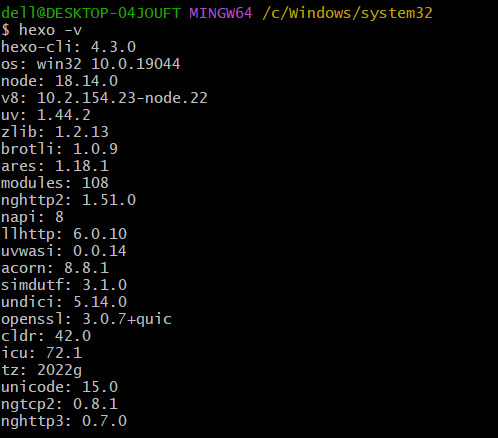 dell@DESKTOP-O4JOUFT MINGW64 /c/Windows/system32
$ hexo -v
hexo-cli: 4.3.0
os: win32 10.0.19044
node: 18.14.0
v8: 10.2.154.23-node.22
uv: 1.44.2
zlib: 1.2.13
brotli: 1.0.9
ares: 1.18.1
modules: 108
nghttp2: 1.51.0
napi: 8
llhttp: 6.0.10
uvwasi: 0.0.14
acorn: 8.8.1
simdutf: 3.1.0
undici: 5.14.0
openssl: 3.0.7+quic
cldr: 42.0
icu: 72.1
tz: 2022g
unicode: 15.0
ngtcp2: 0.8.1
nghttp3: 0.7.0